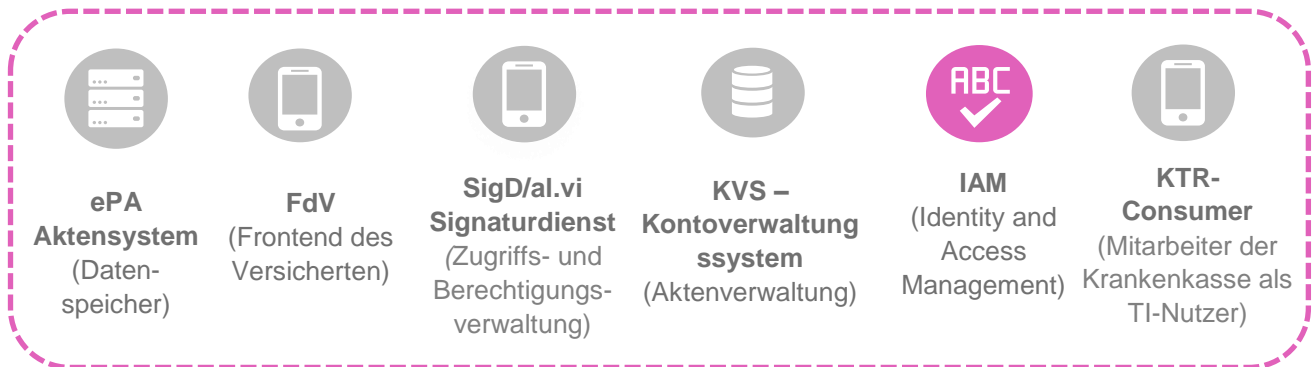 ABC
ePA
Aktensystem
(Daten-
speicher)
FdV
(Frontend des
Versicherten)
SigD/al.vi
Signaturdienst
(Zugriffs- und
Berechtigungs-
verwaltung)
KVS –
Kontoverwaltung
ssystem
(Aktenverwaltung)
IAM
(Identity and
Access
Management)
KTR-
Consumer
(Mitarbeiter der
Krankenkasse als
TI-Nutzer)